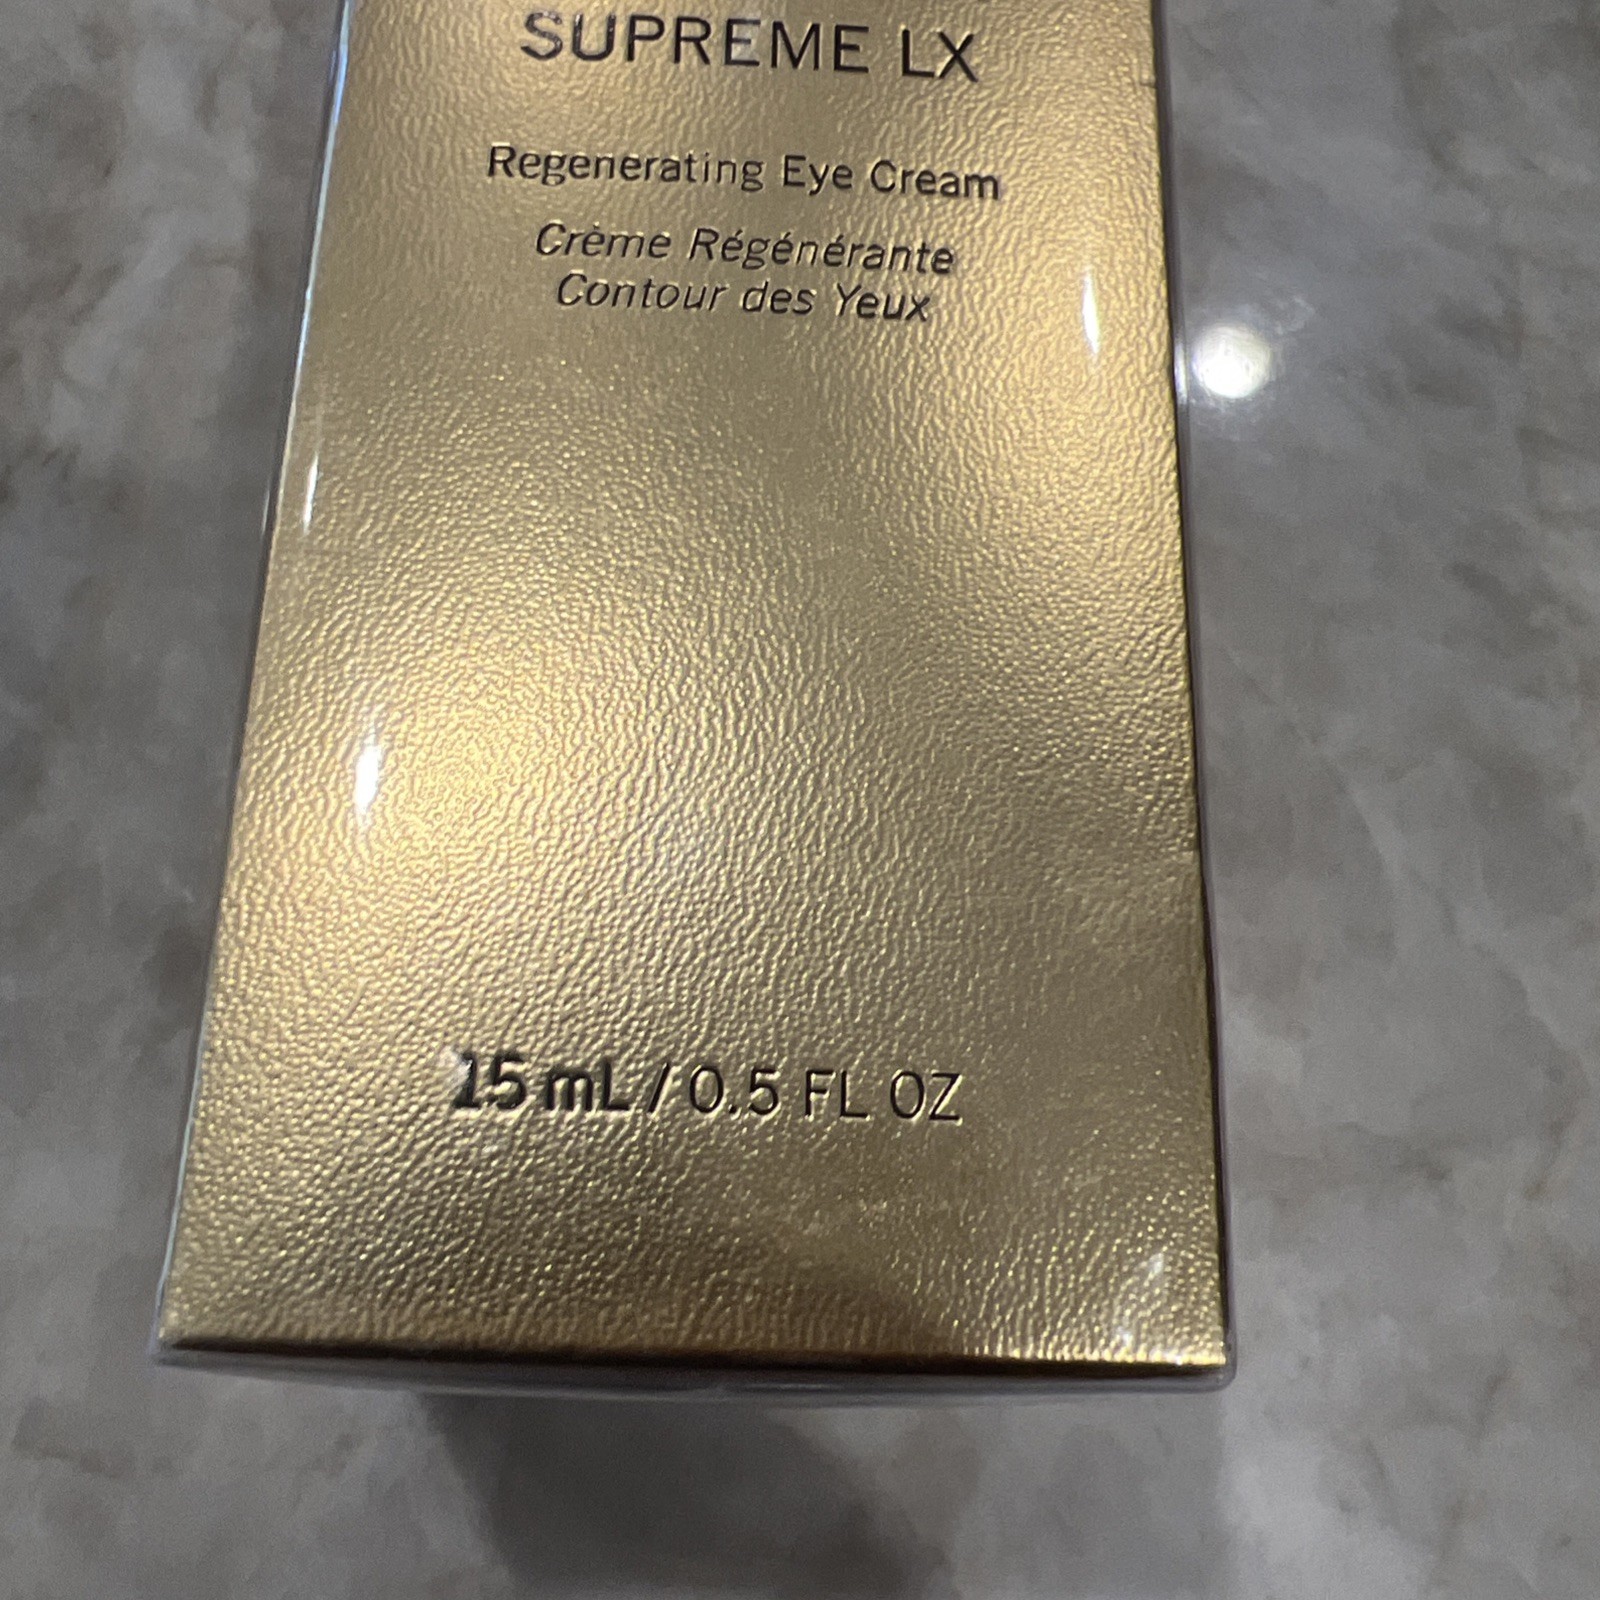 SUPREME LX
Regenerating Eye Cream
Crème Régénérante
Contour des Yeux
15 mL / 0.5 FL OZ